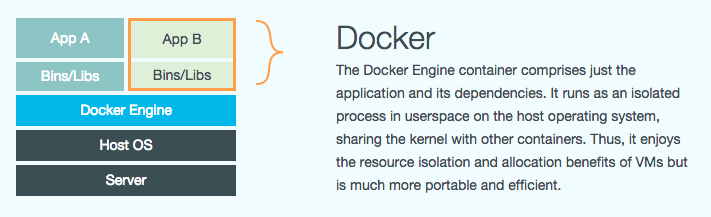 App A
App B
Bins/Libs
Bins/Libs
Docker Engine
Host OS
Server
Docker
The Docker Engine container comprises just the
application and its dependencies. It runs as an isolated
process in userspace on the host operating system,
sharing the kernel with other containers. Thus, it enjoys
the resource isolation and allocation benefits of VMs but
is much more portable and efficient.